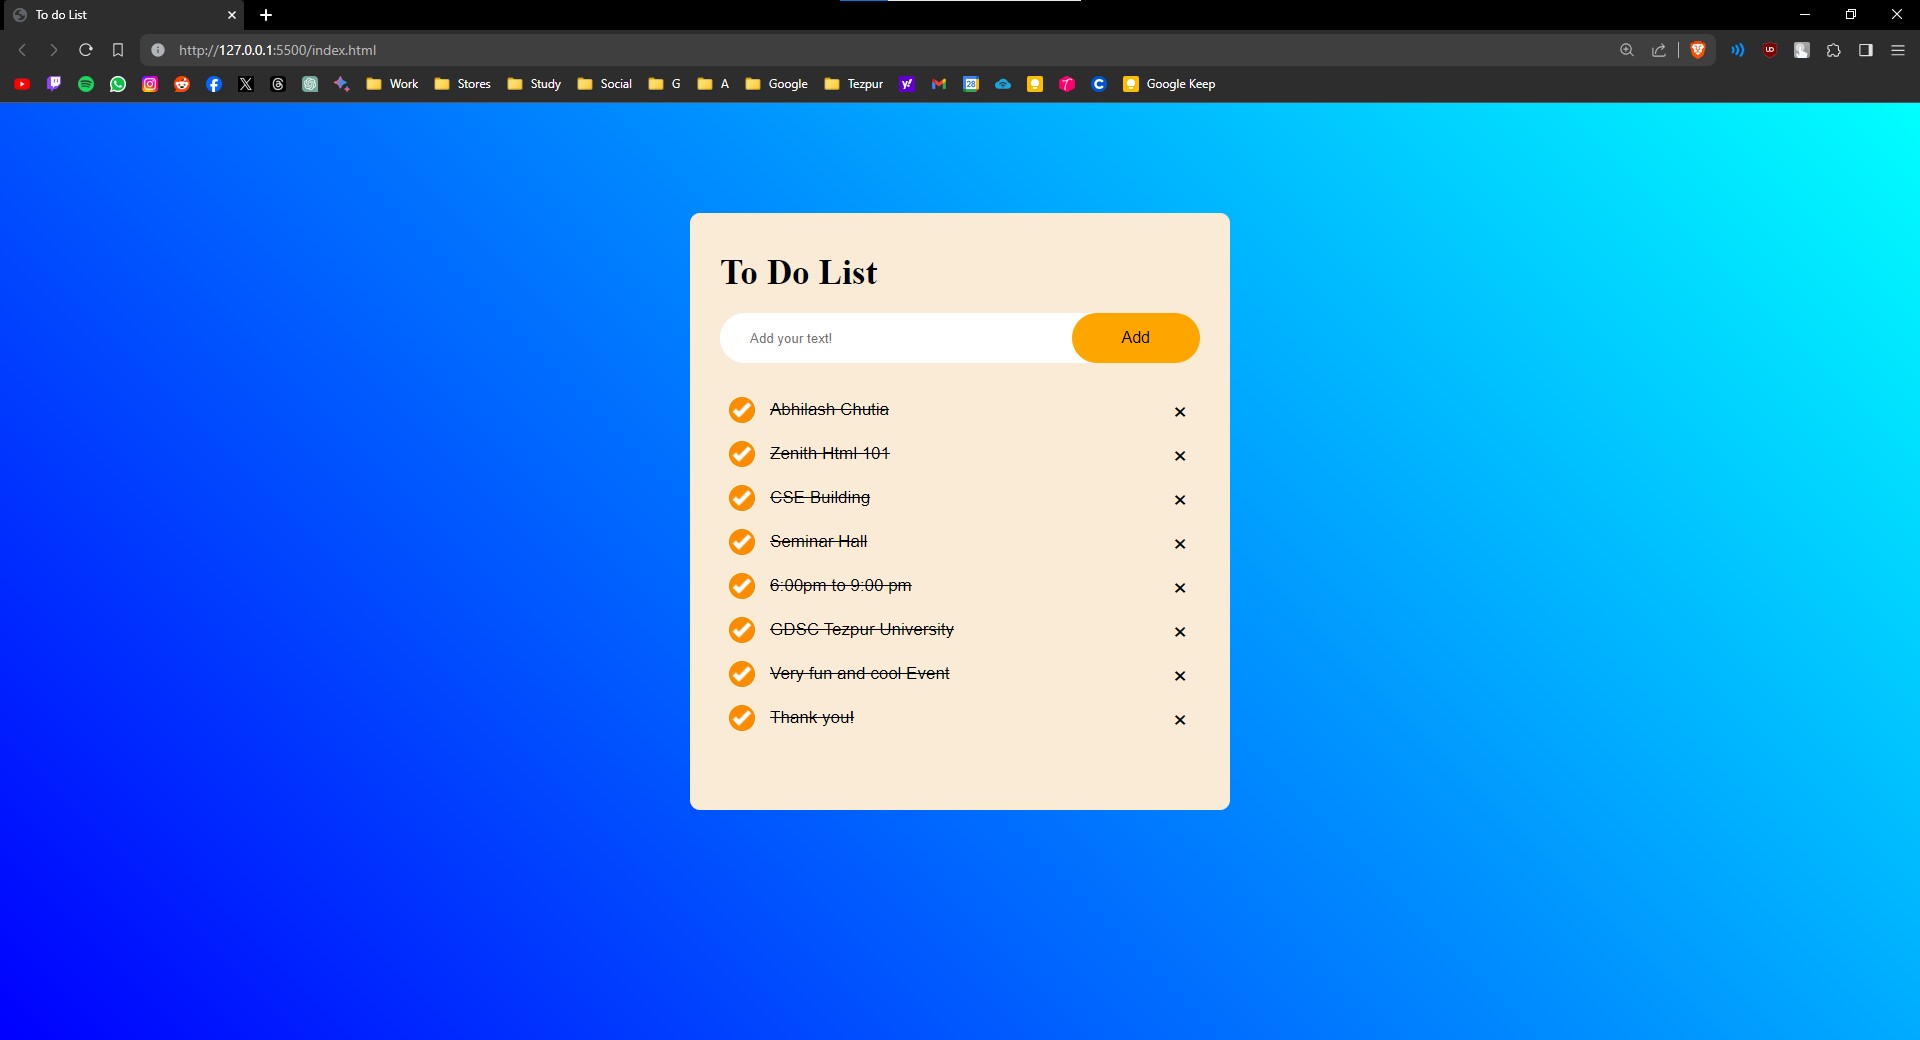 To do List
http://127.0.0.1:5500/index.html
Work Stores Study Social G A Google Tezpur 28 Google Keep
To Do List
Add your text! Add
Abhilash Chutia
Zenith Html 101
CSE Building
Seminar Hall
6:00pm to 9:00 pm
GDSC Tezpur University
Very fun and cool Event
Thank you!